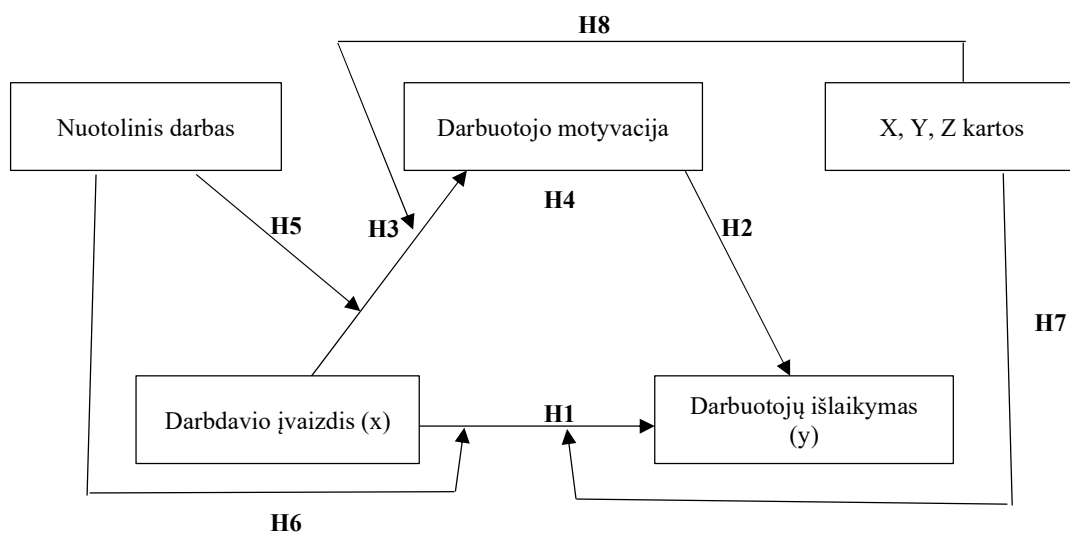 H8
Nuotolinis darbas
Darbuotojo motyvacija
X, Y, Z kartos
H4
H5
H3
H2
H7
Darbdavio įvaizdis (x)
H1
Darbuotojų išlaikymas
(y)
H6